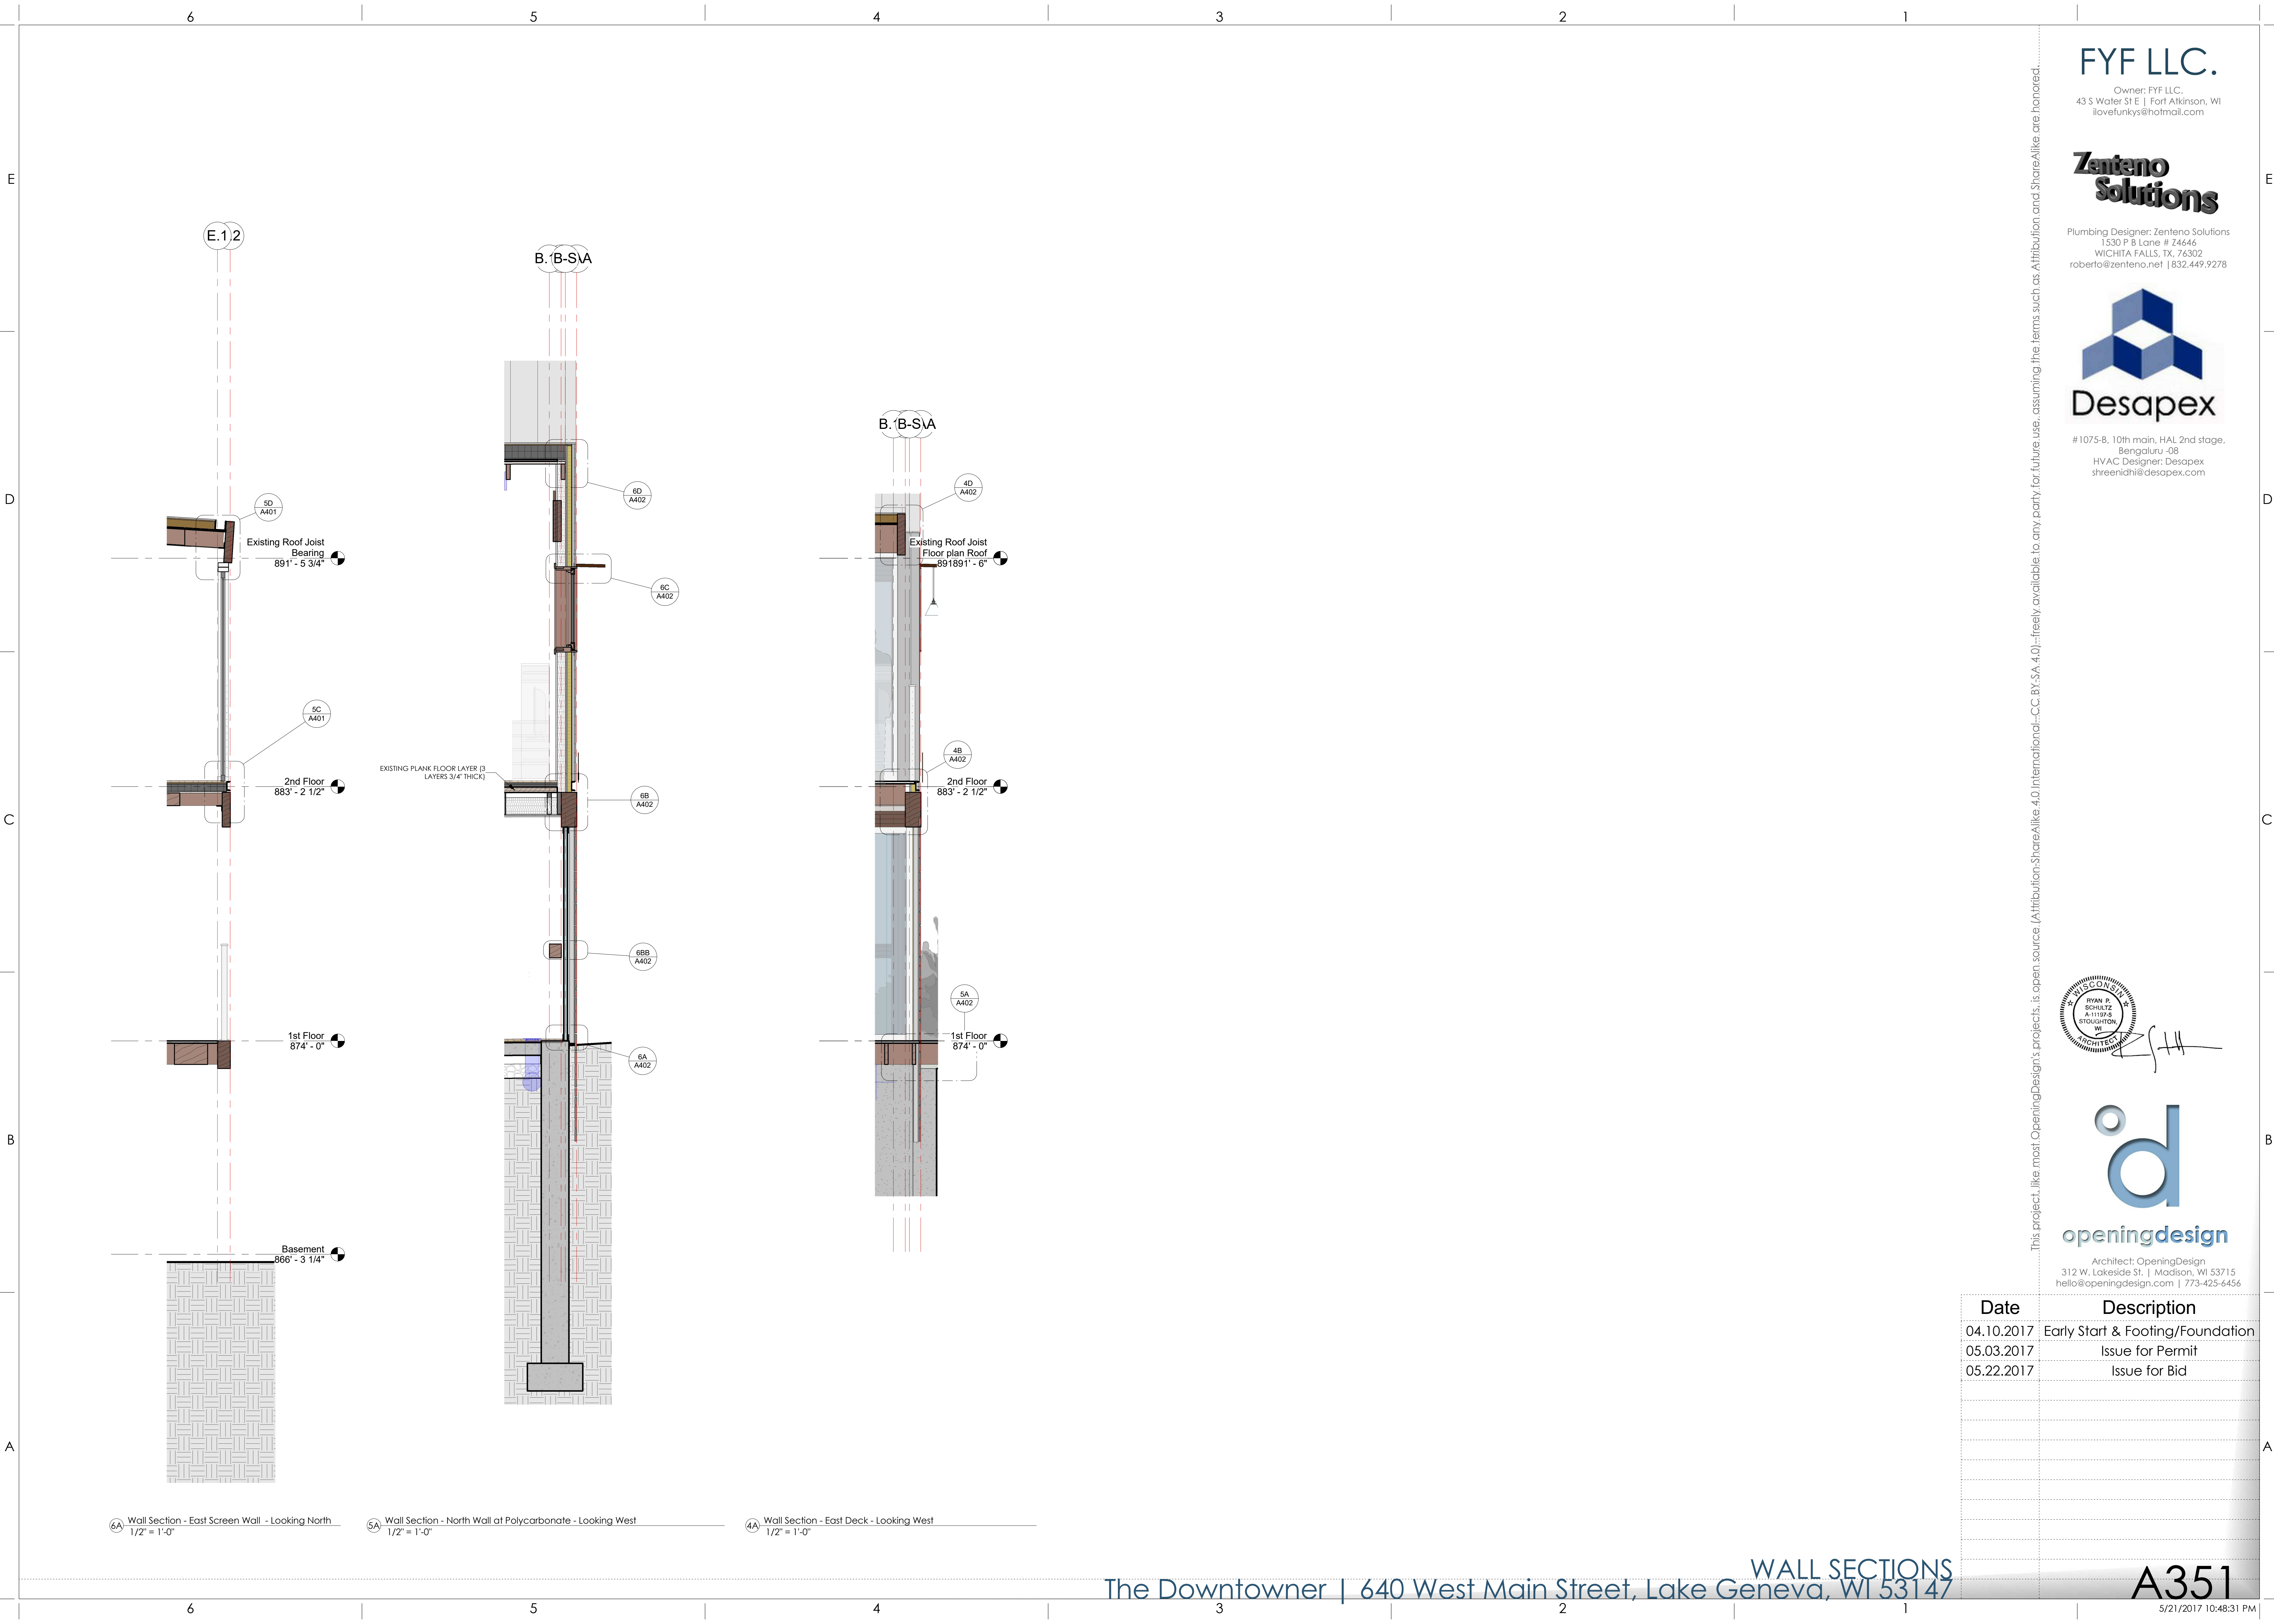 6
5
4
3
2
1
E
D
C
B
A
E
D
C
B
A
E.1
2
5D
A401
Existing Roof Joist
Bearing
891' - 5 3/4"
5C
A401
2nd Floor
883' - 2 1/2"
1st Floor
874' - 0"
Basement
866' - 3 1/4"
6A
Wall Section - East Screen Wall - Looking North
1/2" = 1'-0"
B-S
A
6D
A402
6C
A402
EXISTING PLANK FLOOR LAYER (3
LAYERS 3/4" THICK)
6B
A402
6BB
A402
6A
A402
5A
Wall Section - North Wall at Polycarbonate - Looking West
1/2" = 1'-0"
B-S
A
4D
A402
Existing Roof Joist
Floor plan Roof
891891' - 6"
4B
A402
2nd Floor
883' - 2 1/2"
5A
A402
1st Floor
874' - 0"
4A
Wall Section - East Deck - Looking West
1/2" = 1'-0"
This project, like most OpeningDesign's projects, is open source (Attribution-ShareAlike 4.0 International--CC BY-SA 4.0)--freely available to any party for future use, assuming the terms such as Attribution and ShareAlike are honored.
FYF LLC.
Owner: FYF LLC.
43 S Water St E | Fort Atkinson, WI
ilovefunkys@hotmail.com
Zenteno
Solutions
Plumbing Designer: Zenteno Solutions
1530 P B Lane # Z4646
WICHITA FALLS, TX, 76302
roberto@zenteno.net |832.449.9278
Desapex
#1075-B, 10th main, HAL 2nd stage,
Bengaluru -08
HVAC Designer: Desapex
shreenidhi@desapex.com
WISCONSIN
RYAN P.
SCHULTZ
A-11197-5
STOUGHTON,
WI
ARCHITECT
openingdesign
Architect: OpeningDesign
312 W. Lakeside St. | Madison, WI 53715
hello@openingdesign.com | 773-425-6456
Date Description
04.10.2017 Early Start & Footing/Foundation
05.03.2017 Issue for Permit
05.22.2017 Issue for Bid
WALL SECTIONS
The Downtowner | 640 West Main Street, Lake Geneva, WI 53147
A351
5/21/2017 10:48:31 PM
6
5
4
3
2
1